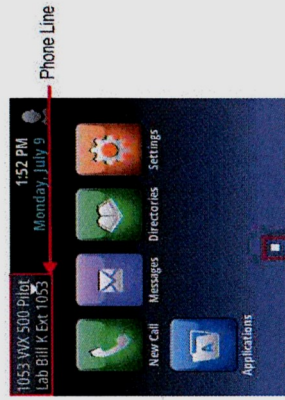 Phone Line
1053 VVX 500 Pilot
Lab Bill K Ext 1053
1:52 PM
Monday, July 9
New Call
Messages
Directories
Settings
Applications